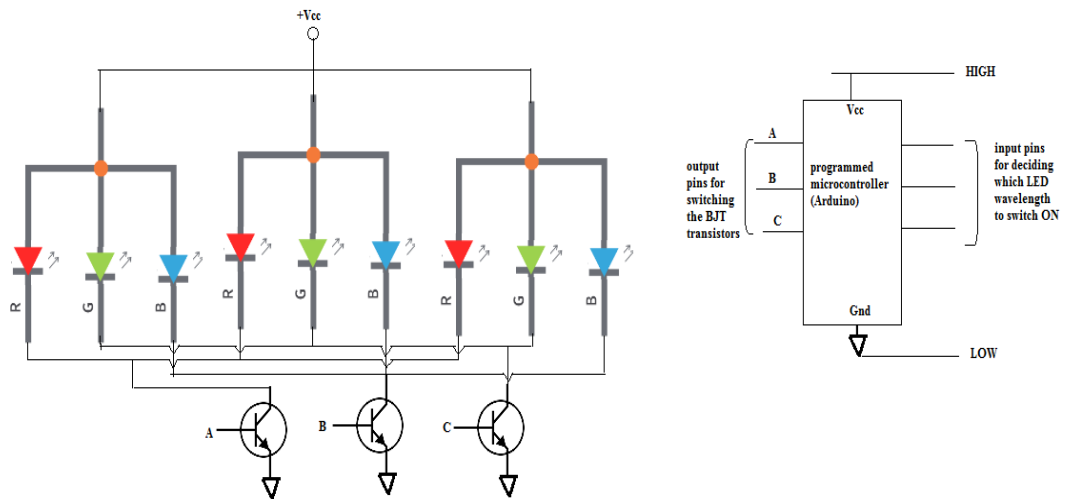 +Vcc
R
G
B
R
G
B
R
G
B
A
B
C
HIGH
Vcc
A
B
C
output
pins for
switching
the BJT
transistors
programmed
microcontroller
(Arduino)
input pins
for deciding
which LED
wavelength
to switch ON
Gnd
LOW